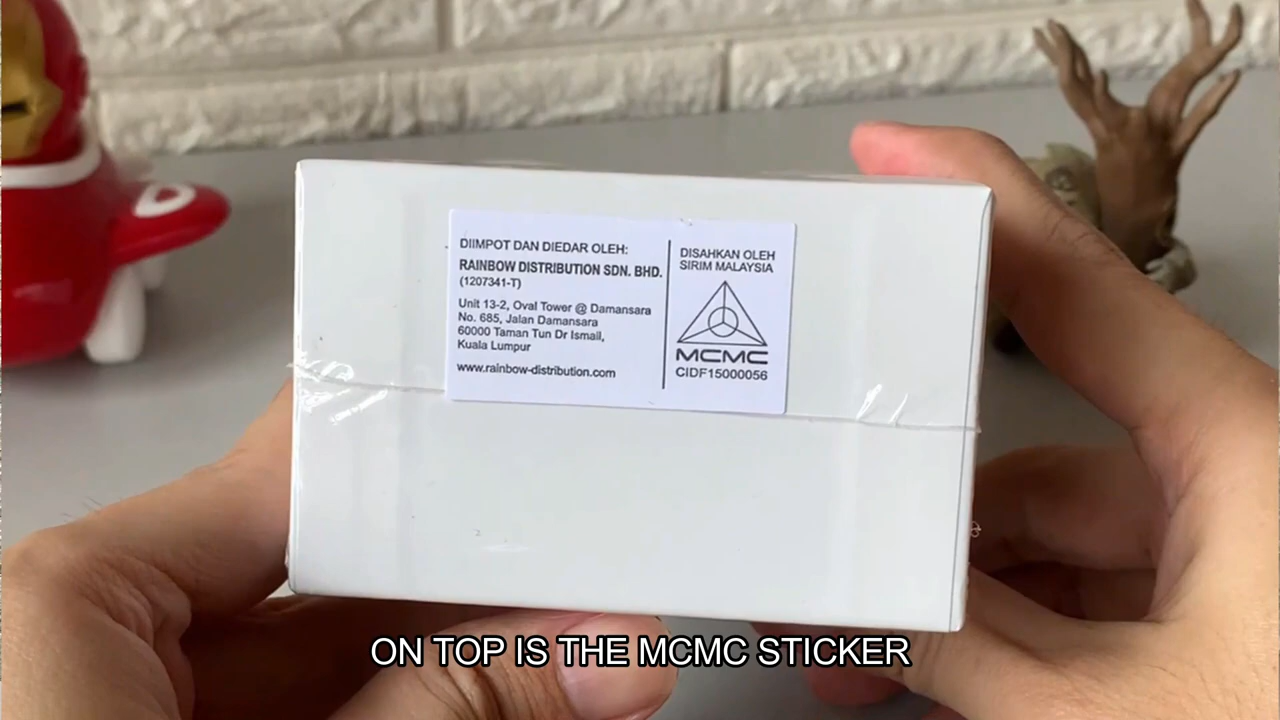 DIIMPOT DAN DIEDAR OLEH:
RAINBOW DISTRIBUTION SDN. BHD.
(1207341-T)
Unit 13-2, Oval Tower @ Damansara
No. 685, Jalan Damansara
60000 Taman Tun Dr Ismail,
Kuala Lumpur
www.rainbow-distribution.com
DISAHKAN OLEH
SIRIM MALAYSIA
MCMC
CIDF15000056
ON TOP IS THE MCMC STICKER